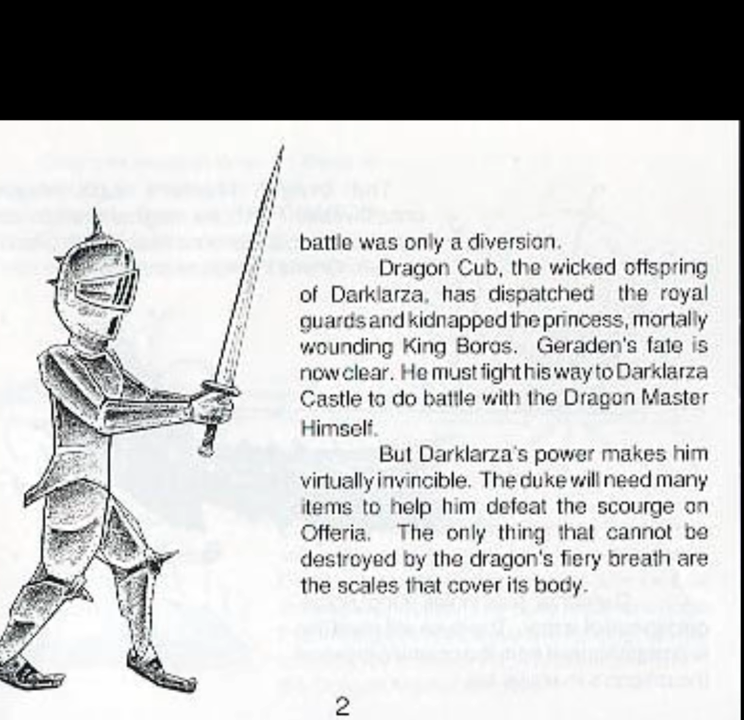 battle was only a diversion.
Dragon Cub, the wicked offspring
of Darklarza, has dispatched the royal
guards and kidnapped the princess, mortally
wounding King Boros. Geraden's fate is
now clear. He must fight his way to Darklarza
Castle to do battle with the Dragon Master
Himself.
But Darklarza's power makes him
virtually invincible. The duke will need many
items to help him defeat the scourge on
Offeria. The only thing that cannot be
destroyed by the dragon's fiery breath are
the scales that cover its body.
2